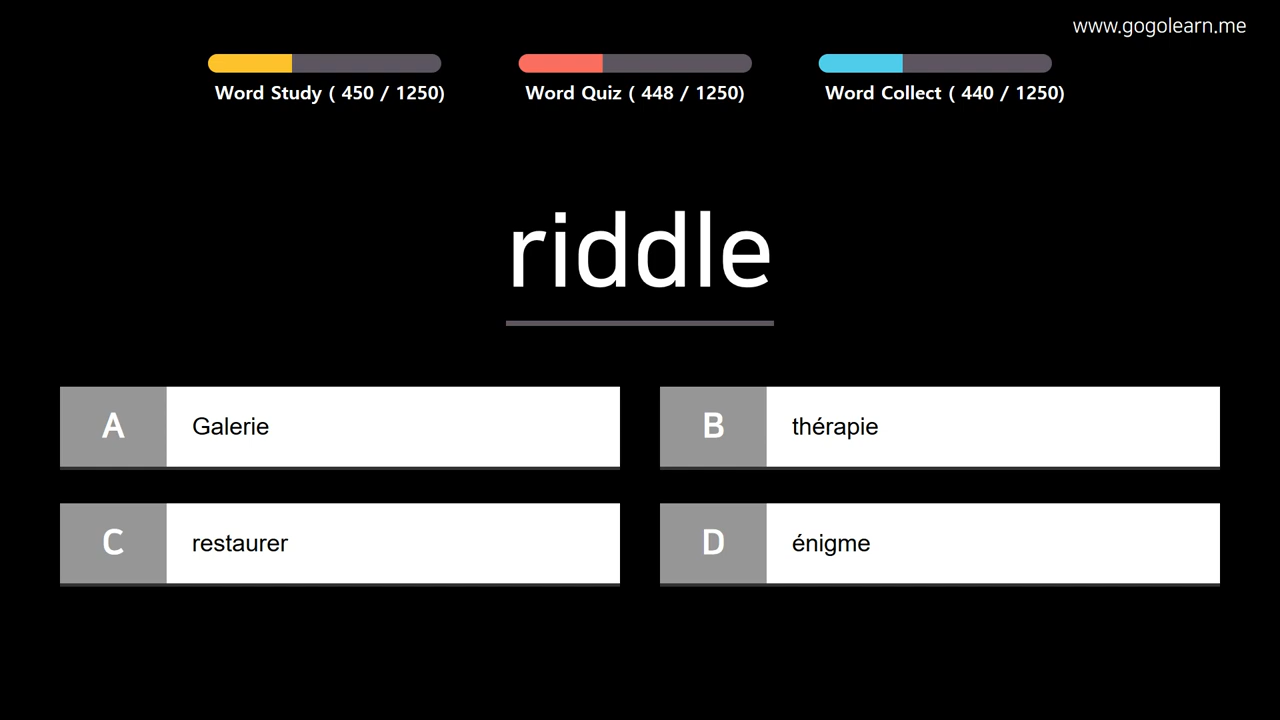 www.gogolearn.me
Word Study ( 450 / 1250)
Word Quiz ( 448 / 1250)
Word Collect ( 440 / 1250)
riddle
A Galerie
B thérapie
C restaurer
D énigme